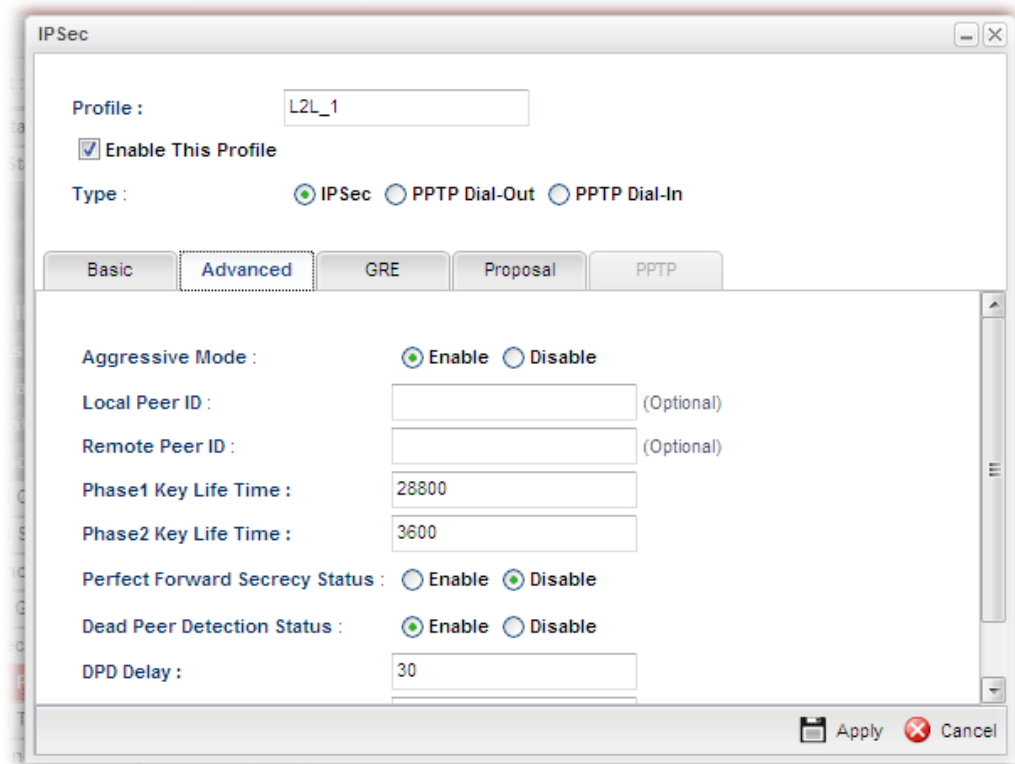 IPSec
Profile : L2L_1
Enable This Profile
Type : IPSec PPTP Dial-Out PPTP Dial-In
Basic Advanced GRE Proposal PPTP
Aggressive Mode : Enable Disable
Local Peer ID : (Optional)
Remote Peer ID : (Optional)
Phase1 Key Life Time : 28800
Phase2 Key Life Time : 3600
Perfect Forward Secrecy Status : Enable Disable
Dead Peer Detection Status : Enable Disable
DPD Delay : 30
Apply Cancel